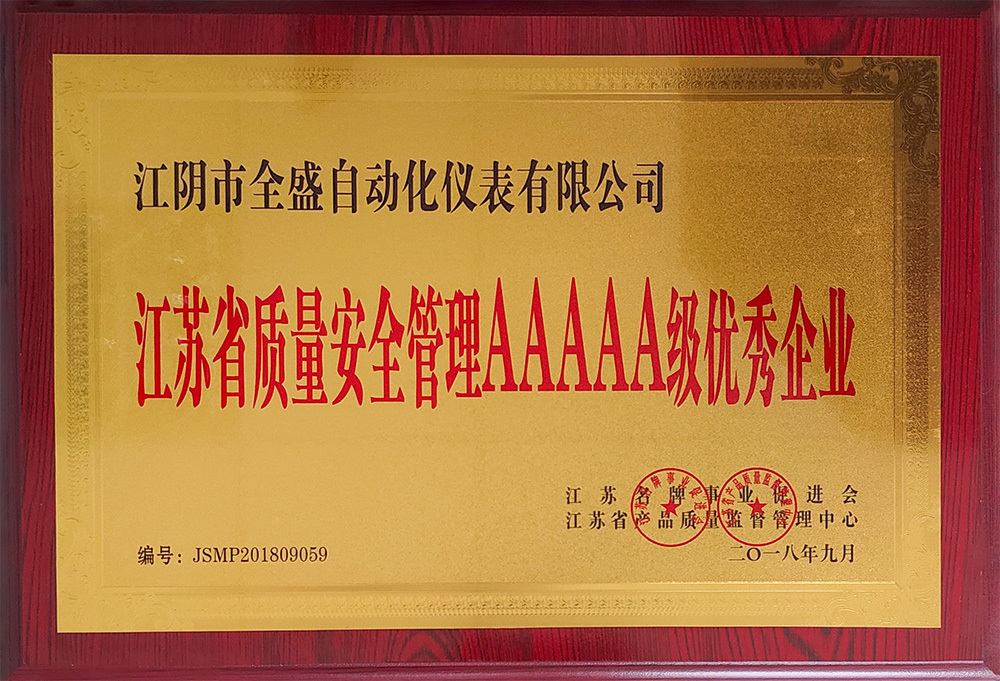 江阴市全盛自动化仪表有限公司
江苏省质量安全管理AAAAA级优秀企业
江苏名牌事业促进会
江苏省产品质量监督管理中心
编号：JSMP201809059
二〇一八年九月